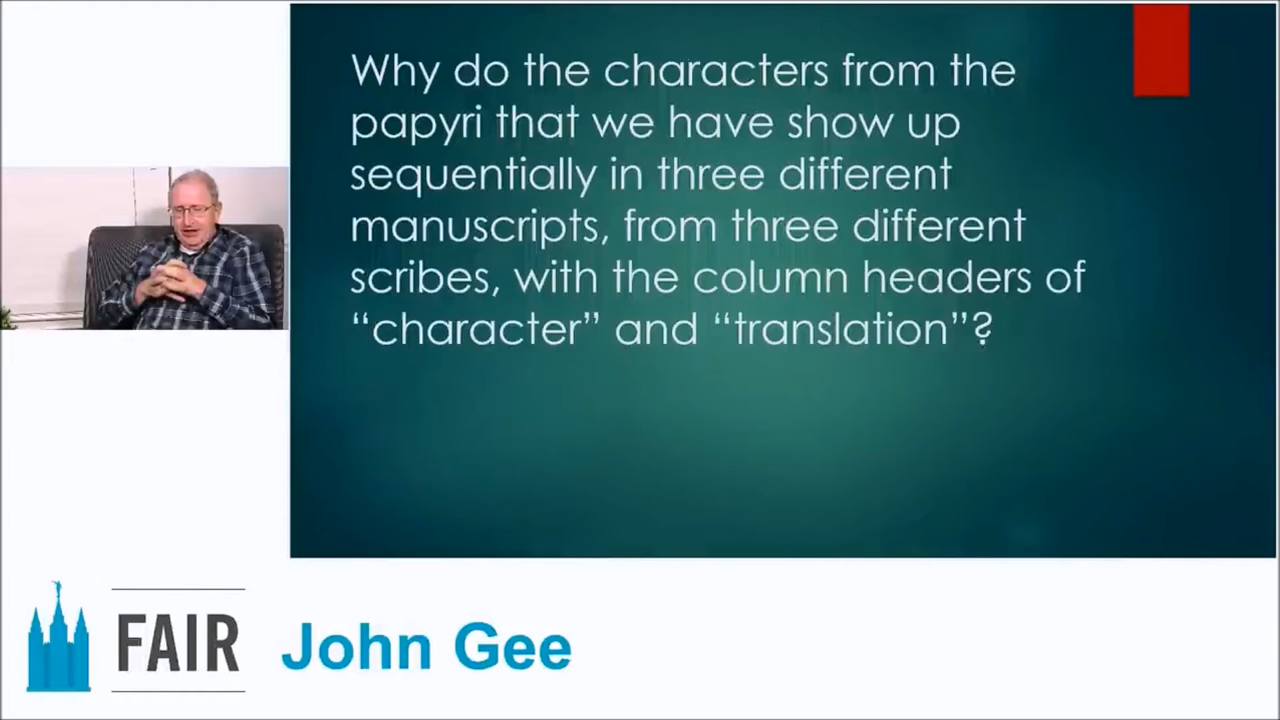 Why do the characters from the
papyri that we have show up
sequentially in three different
manuscripts, from three different
scribes, with the column headers of
“character” and “translation”?
FAIR
John Gee